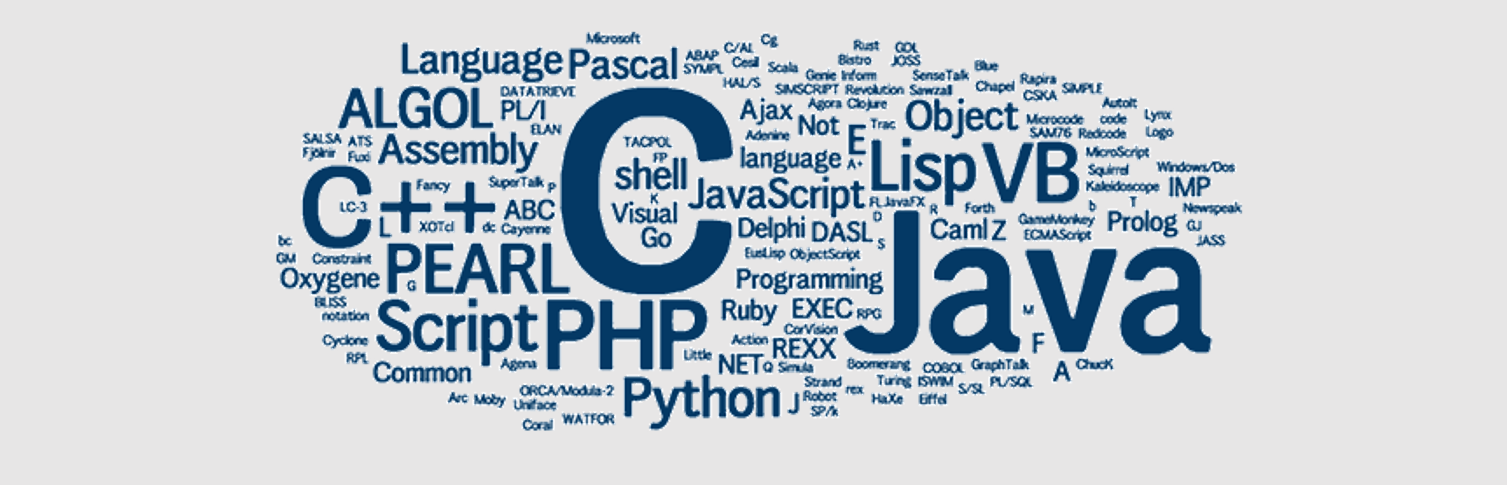 Microsoft
Language Pascal ABAP C/AL Cg
SYMPL Cesil Scala Rust GDL
Bistro JOSS
HAL/S Genie Inform SenseTalk Blue
SIMSCRIPT Revolution Sawzall Chapel Rapira SIMPLE
CSKA
ALGOL DATATRIEVE
PL/I
ELAN
C
Ajax Agora Clojure Object Autoit Lynx
Microcode code
Adenine Not E Trac SAM76 Redcode Logo
SALSA ATS
Fjölnir Fuxi Assembly
TACPOL
FP
shell
K
Visual
Go
language A+ Lisp VB MicroScript
Squirrel Windows/Dos
Kaleidoscope IMP
C++ Fancy SuperTalk P
LC-3 ABC
L XOTcl dc Cayenne
JavaScript FL JavaFX R Forth b T Newspeak
D
Delphi DASL S Caml Z GameMonkey Prolog GJ
ECMAScript JASS
bc
GM Constraint
Oxygene PEARL G
EusLisp ObjectScript
Programming Java
BLISS
notation Script PHP Ruby EXEC RPG M
CorVision F
Cyclone Action REXX
RPL Common Agena Little NET Q Simula Boomerang COBOL GraphTalk A ChucK
ORCA/Modula-2 Python Strand Turing ISWIM S/SL PL/SQL
Arc Moby Uniface J Robot rex HaXe Eiffel
SP/k
Coral WATFOR